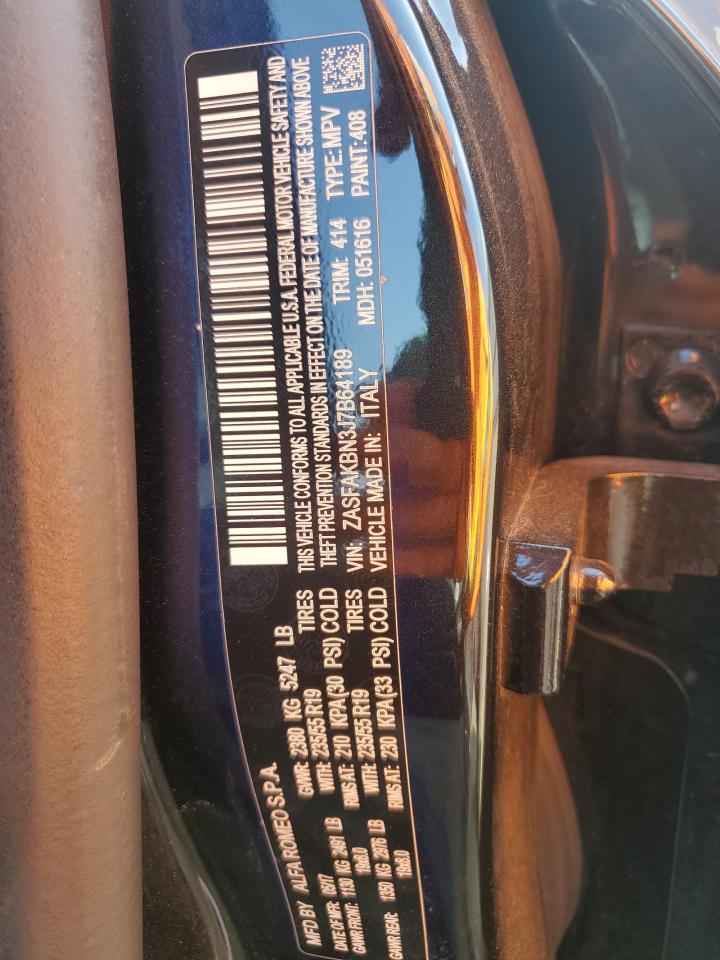 MFD BY ALFA ROMEO S.P.A.
DATE OF MFR: 05/17 GVWR: 2380 KG 5247 LB
GAWR FRONT: 1130 KG 2491 LB WITH: 235/55 R19 TIRES
19x8.0 RIMS AT: 210 KPA(30 PSI) COLD
GAWR REAR: 1350 KG 2976 LB WITH: 235/55 R19 TIRES
19x8.0 RIMS AT: 230 KPA(33 PSI) COLD
THIS VEHICLE CONFORMS TO ALL APPLICABLE U.S.A. FEDERAL MOTOR VEHICLE SAFETY AND
THEFT PREVENTION STANDARDS IN EFFECT ON THE DATE OF MANUFACTURE SHOWN ABOVE
VIN: ZASFAKBN3J7B64189 TRIM: 414 TYPE: MPV
VEHICLE MADE IN: ITALY MDH: 051616 PAINT: 408